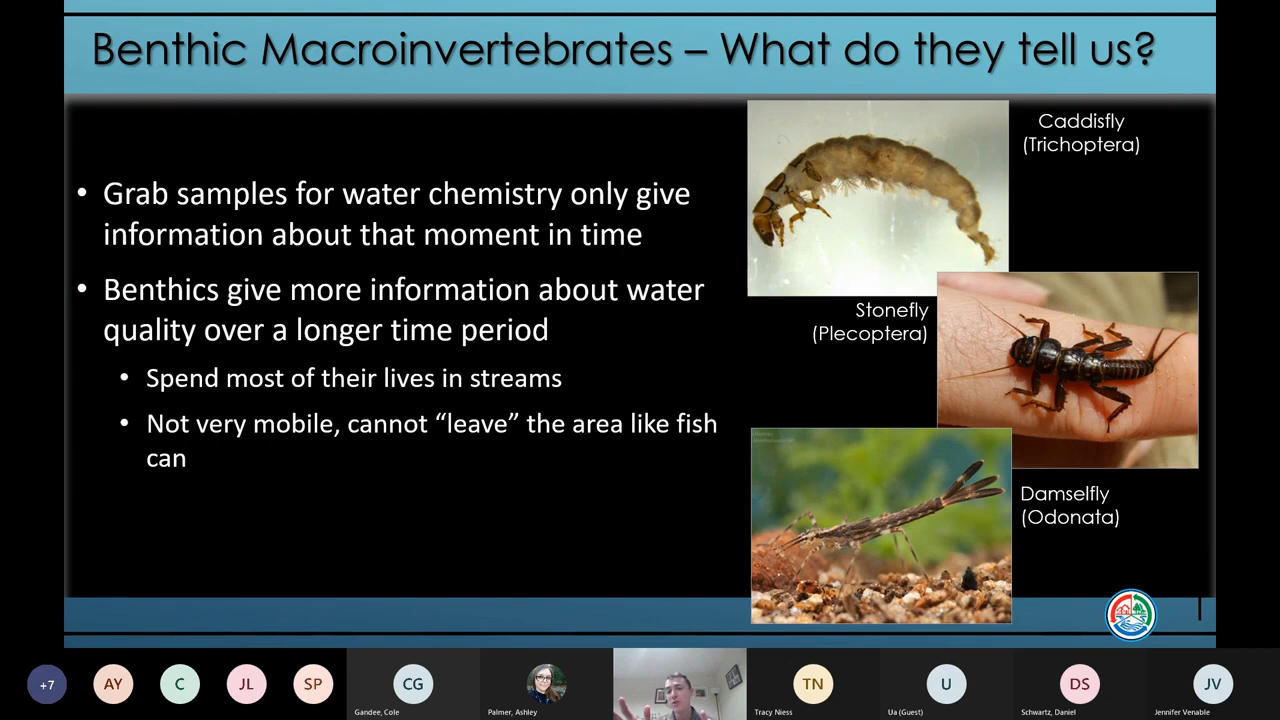 Benthic Macroinvertebrates – What do they tell us?
• Grab samples for water chemistry only give
information about that moment in time
• Benthics give more information about water
quality over a longer time period
• Spend most of their lives in streams
• Not very mobile, cannot “leave” the area like fish
can
Caddisfly
(Trichoptera)
Stonefly
(Plecoptera)
Damselfly
(Odonata)
+7
AY
C
JL
SP
CG
TN
U
DS
JV
Gandee, Cole
Palmer, Ashley
Tracy Niess
Ua (Guest)
Schwartz, Daniel
Jennifer Venable